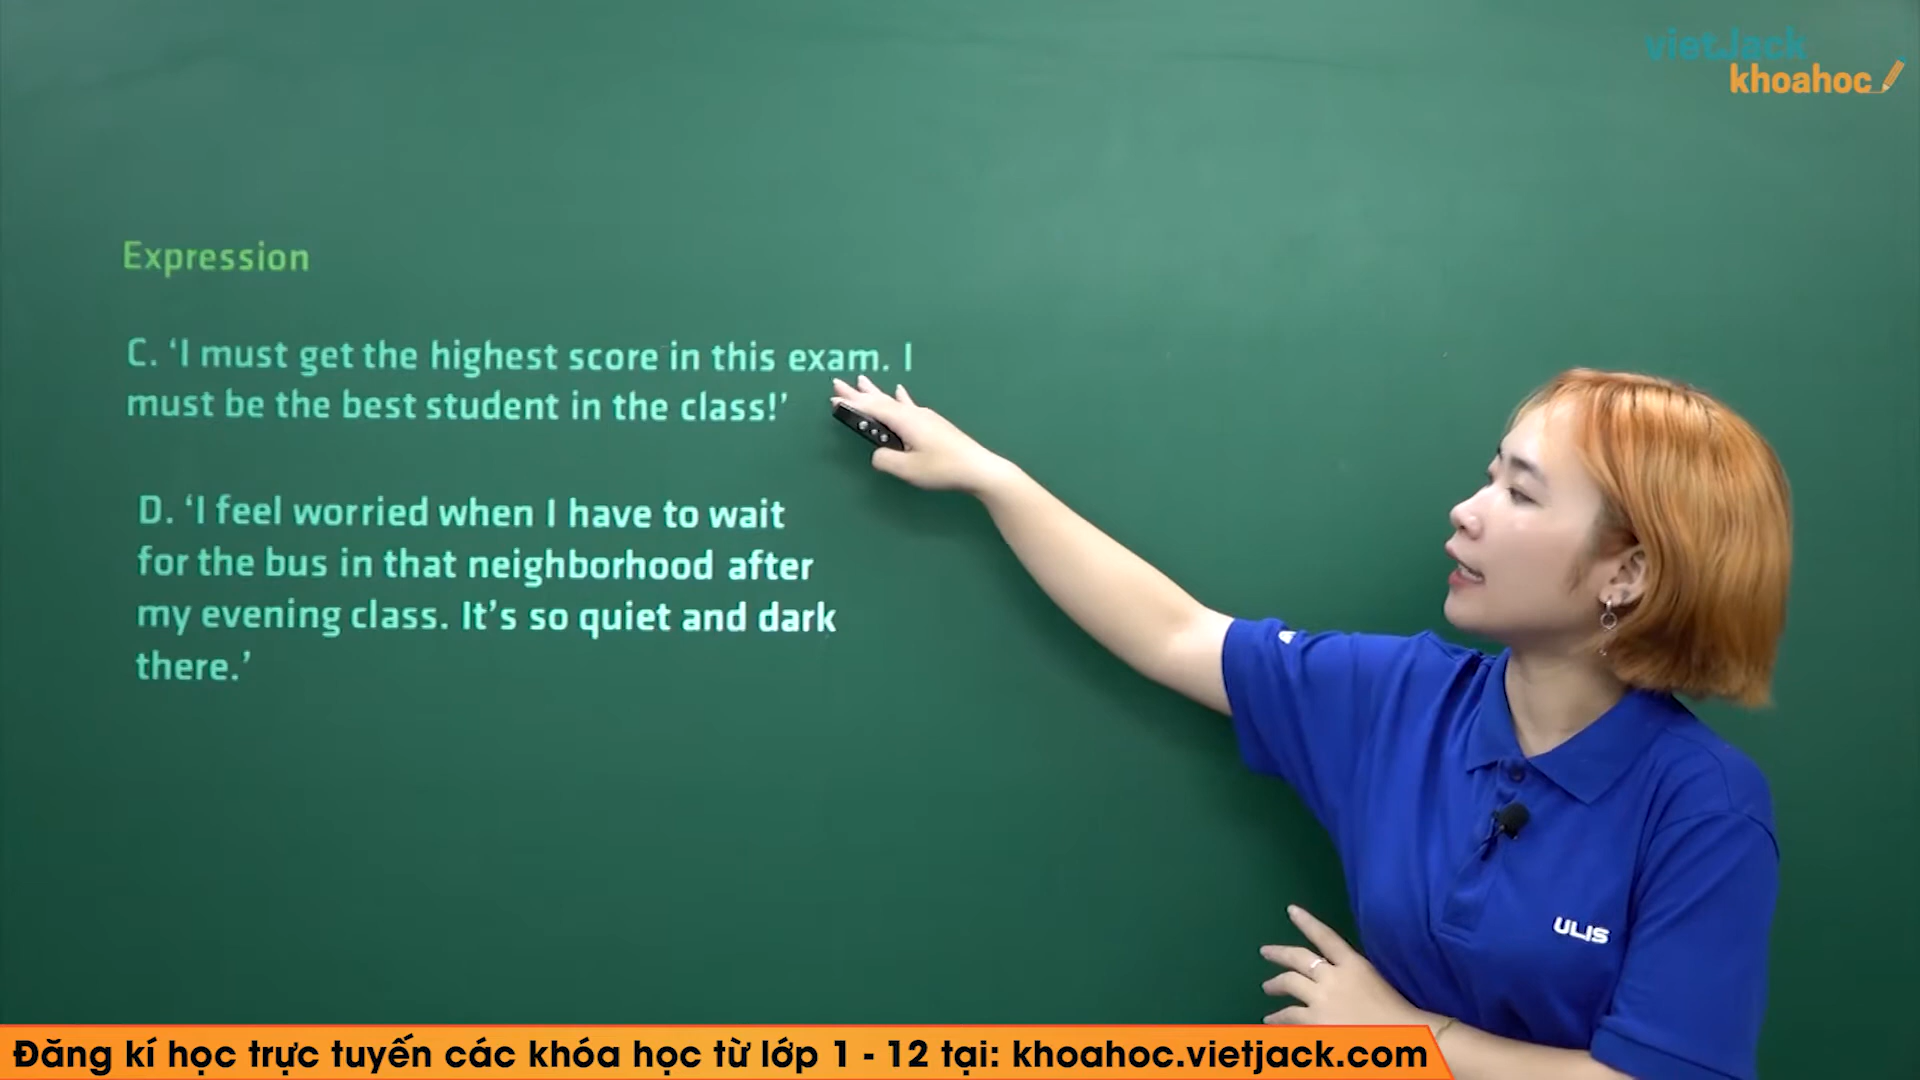 vietJack
khoahoc
Expression
C. ‘I must get the highest score in this exam. I
must be the best student in the class!’
D. ‘I feel worried when I have to wait
for the bus in that neighborhood after
my evening class. It’s so quiet and dark
there.’
ULIS
Đăng kí học trực tuyến các khóa học từ lớp 1 - 12 tại: khoahoc.vietjack.com